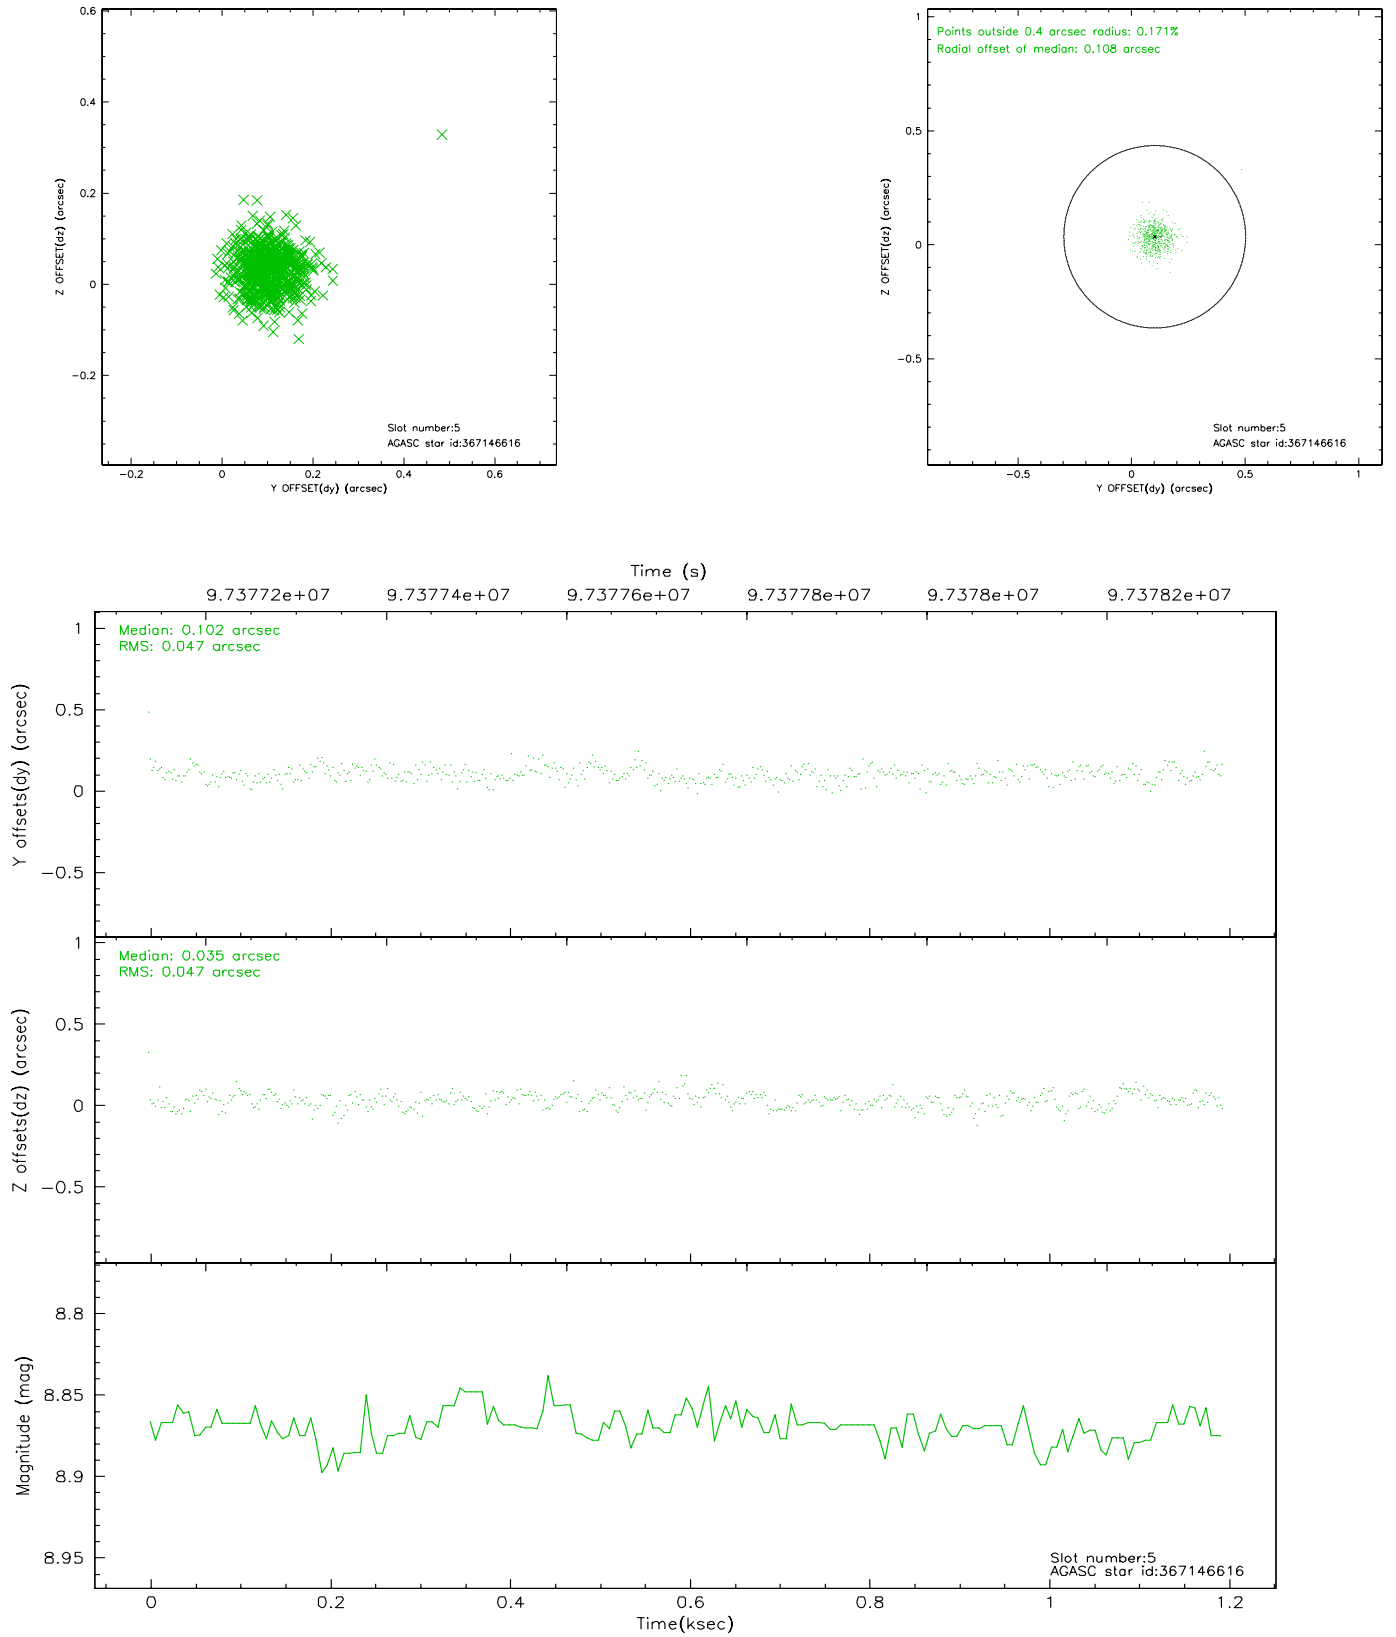 0.6
0.4
0.2
0
−0.2
Z OFFSET(dz) (arcsec)
Slot number:5
AGASC star id:367146616
−0.2 0 0.2 0.4 0.6
Y OFFSET(dy) (arcsec)
Points outside 0.4 arcsec radius: 0.171%
Radial offset of median: 0.108 arcsec
1
0.5
0
−0.5
Z OFFSET(dz) (arcsec)
Slot number:5
AGASC star id:367146616
−0.5 0 0.5 1
Y OFFSET(dy) (arcsec)
Time (s)
9.73772e+07 9.73774e+07 9.73776e+07 9.73778e+07 9.7378e+07 9.73782e+07
Median: 0.102 arcsec
RMS: 0.047 arcsec
1
0.5
0
−0.5
Y offsets(dy) (arcsec)
Median: 0.035 arcsec
RMS: 0.047 arcsec
1
0.5
0
−0.5
Z offsets(dz) (arcsec)
8.8
8.85
8.9
8.95
Magnitude (mag)
Slot number:5
AGASC star id:367146616
0 0.2 0.4 0.6 0.8 1 1.2
Time(ksec)